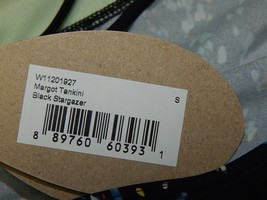 W11201927
Margot Tankini
Black Stargazer
S
8 89760 60393 1